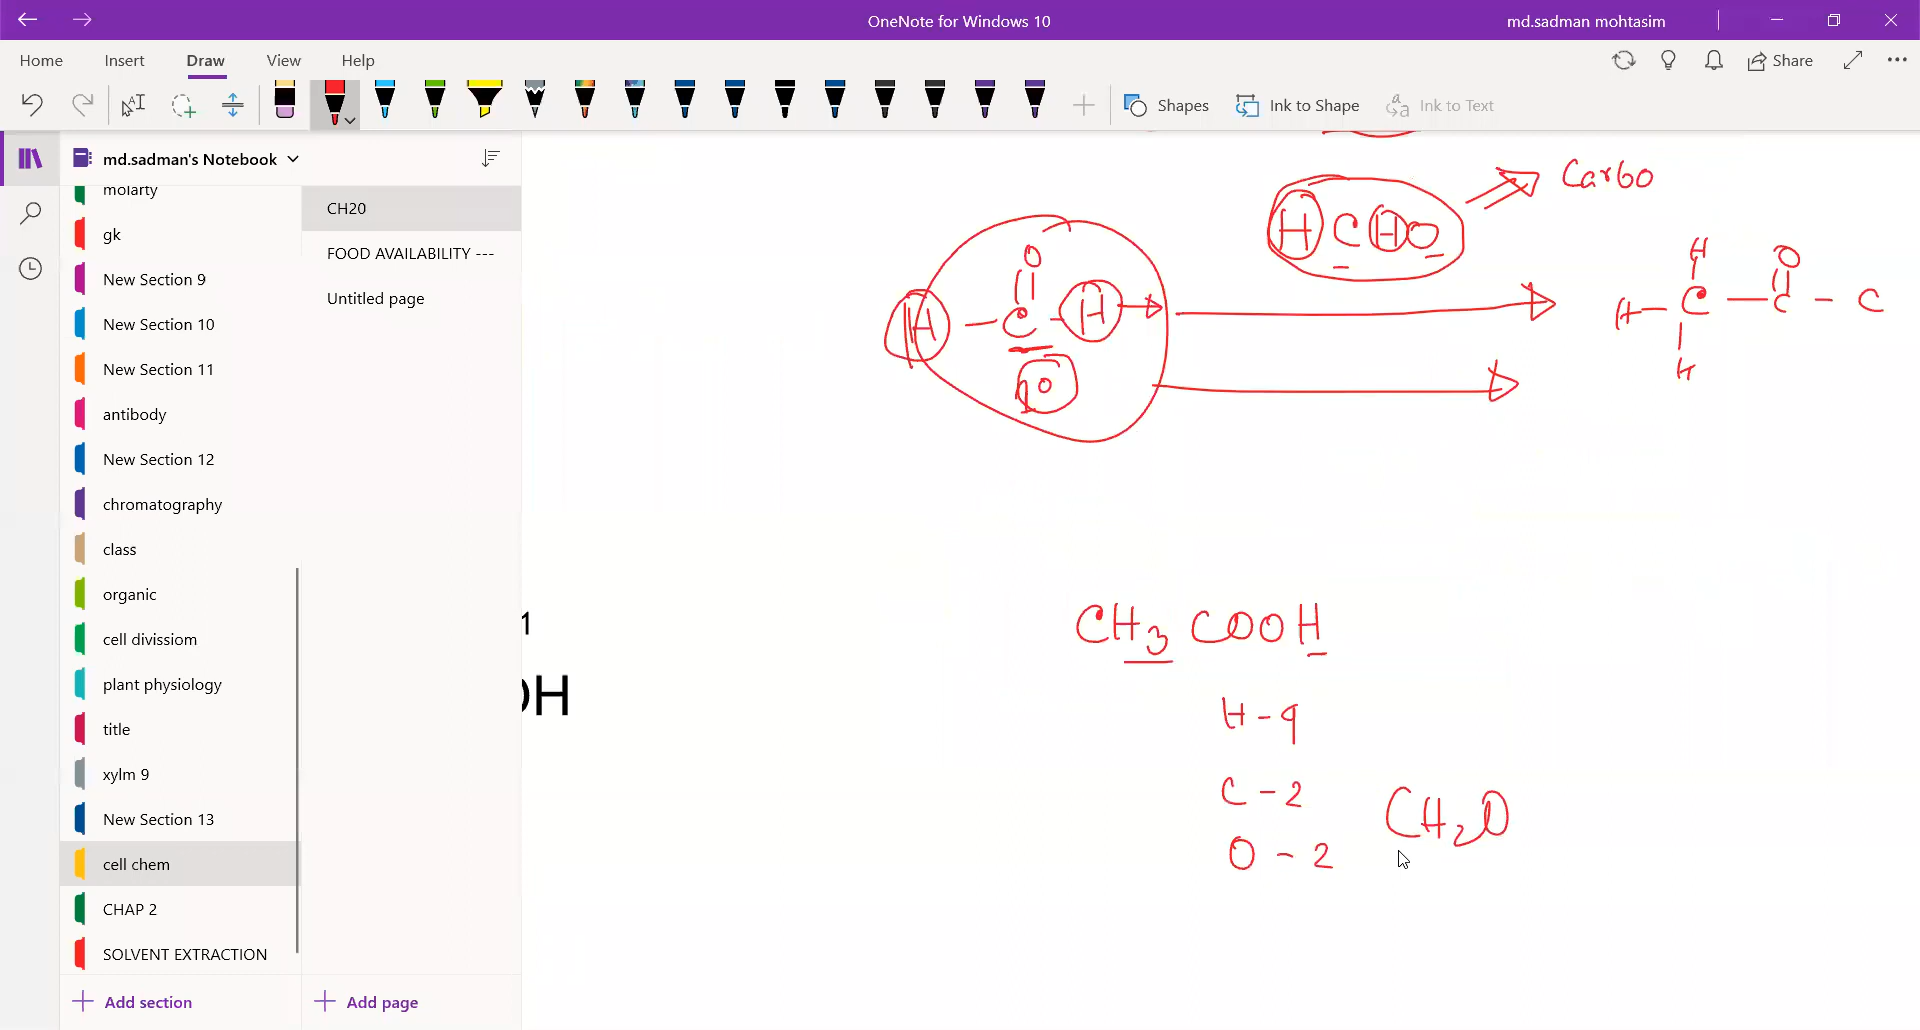 OneNote for Windows 10
md.sadman mohtasim
Home Insert Draw View Help
Share
Shapes
Ink to Shape
Ink to Text
md.sadman's Notebook
molarty
gk
New Section 9
New Section 10
New Section 11
antibody
New Section 12
chromatography
class
organic
cell divissiom
plant physiology
title
xylm 9
New Section 13
cell chem
CHAP 2
SOLVENT EXTRACTION
Add section
CH20
FOOD AVAILABILITY ---
Untitled page
Add page
Carbo
HCHO
O
H - C - H
H O
H - C - C - C
H
1
OH
CH3 COOH
H - 4
C - 2
O - 2
CH2O